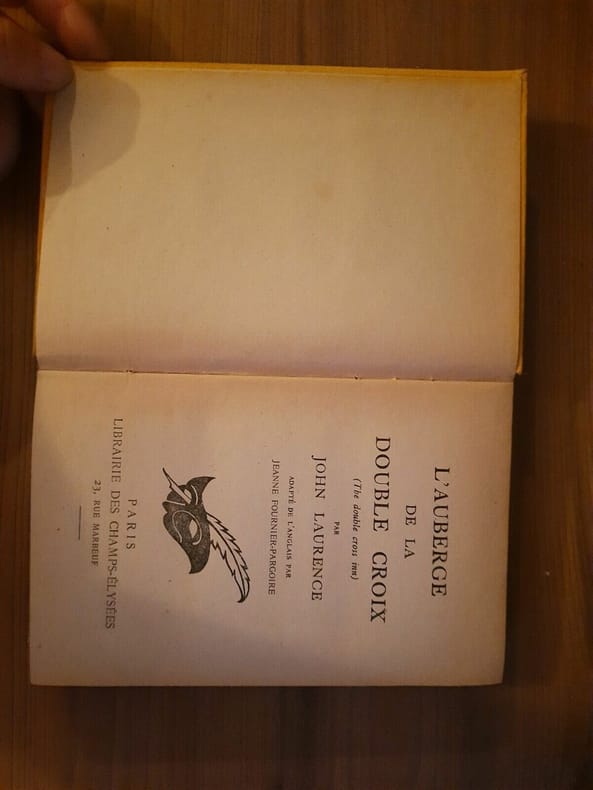 L'AUBERGE
DE LA
DOUBLE CROIX
(The double cross inn)
PAR
JOHN LAURENCE
ADAPTÉ DE L'ANGLAIS PAR
JEANNE FOURNIER-PARGOIRE
PARIS
LIBRAIRIE DES CHAMPS-ÉLYSÉES
23, RUE MARBEUF